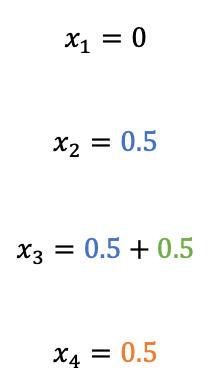 x₁ = 0
x₂ = 0.5
x₃ = 0.5 + 0.5
x₄ = 0.5